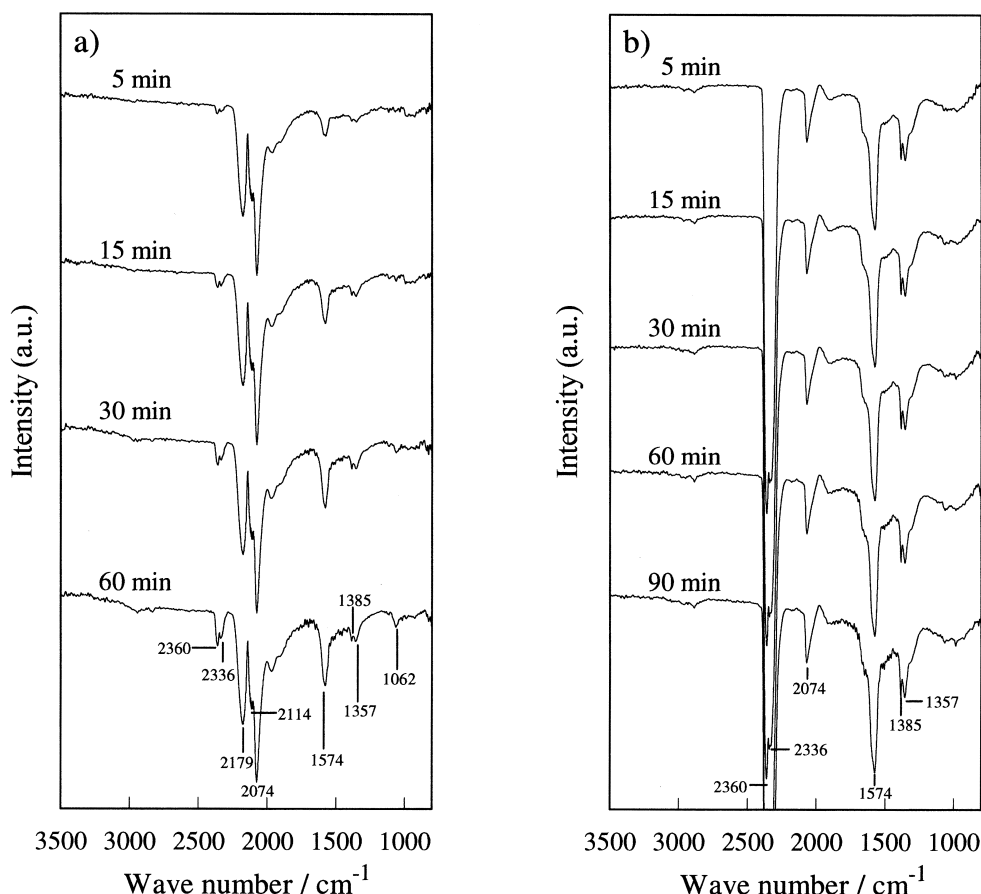 a)
5 min
15 min
30 min
60 min
1385
2360
2336
2114
1357
1062
2179
1574
2074
3500 3000 2500 2000 1500 1000
Wave number / cm⁻¹
Intensity (a.u.)
b)
5 min
15 min
30 min
60 min
90 min
2074
1357
1385
2336
2360
1574
3500 3000 2500 2000 1500 1000
Wave number / cm⁻¹
Intensity (a.u.)